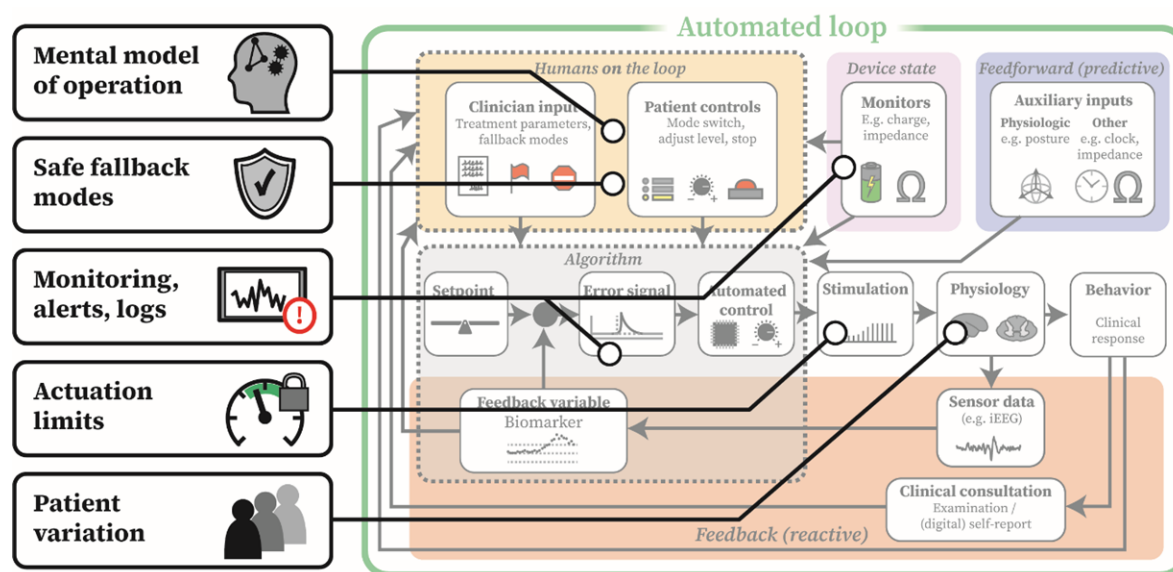 Automated loop
Mental model
of operation
Safe fallback
modes
Monitoring,
alerts, logs
!
Actuation
limits
Patient
variation
Humans on the loop
Clinician input
Treatment parameters,
fallback modes
Patient controls
Mode switch,
adjust level, stop
Device state
Monitors
E.g. charge,
impedance
Ω
Feedforward (predictive)
Auxiliary inputs
Physiologic
e.g. posture
Other
e.g. clock,
impedance
Ω
Algorithm
Setpoint
Error signal
Automated
control
Stimulation
Physiology
Behavior
Clinical
response
Feedback variable
Biomarker
Sensor data
(e.g. iEEG)
Clinical consultation
Examination /
(digital) self-report
Feedback (reactive)